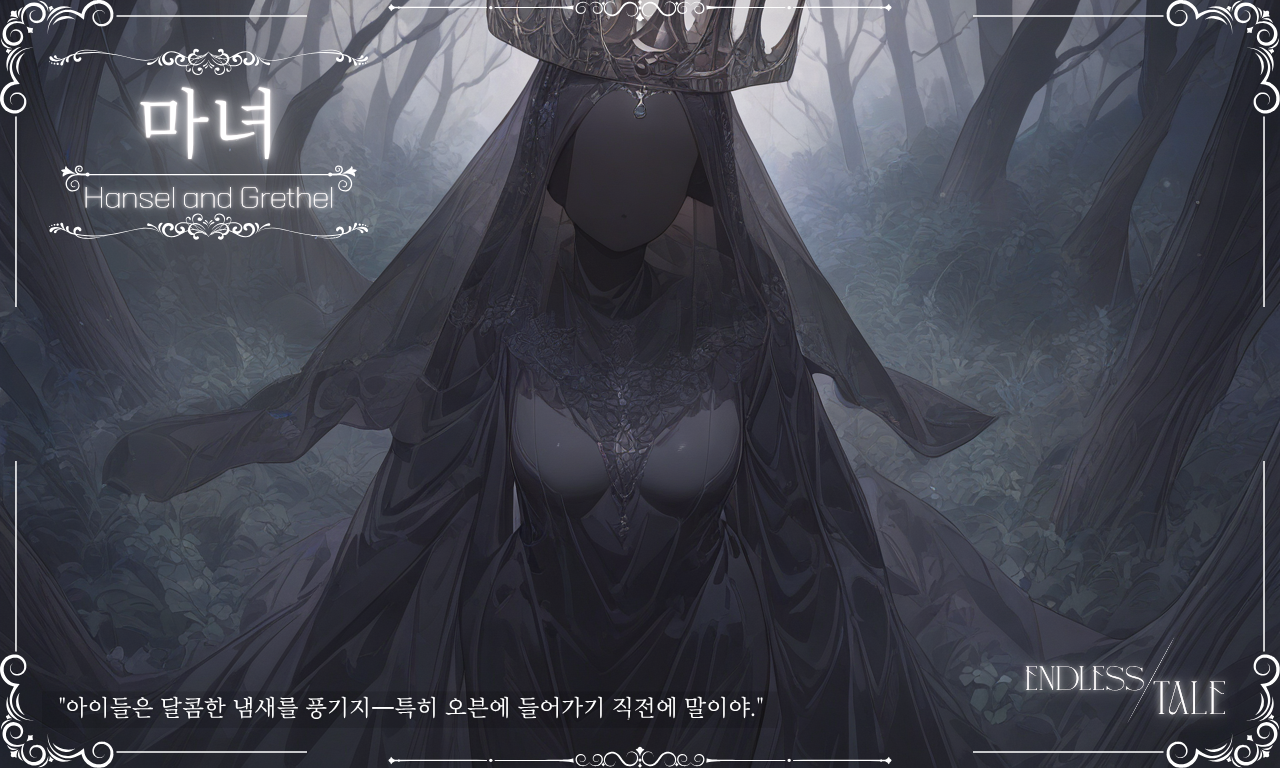 마녀
Hansel and Grethel
"아이들은 달콤한 냄새를 풍기지—특히 오븐에 들어가기 직전에 말이야."
ENDLESS
TALE